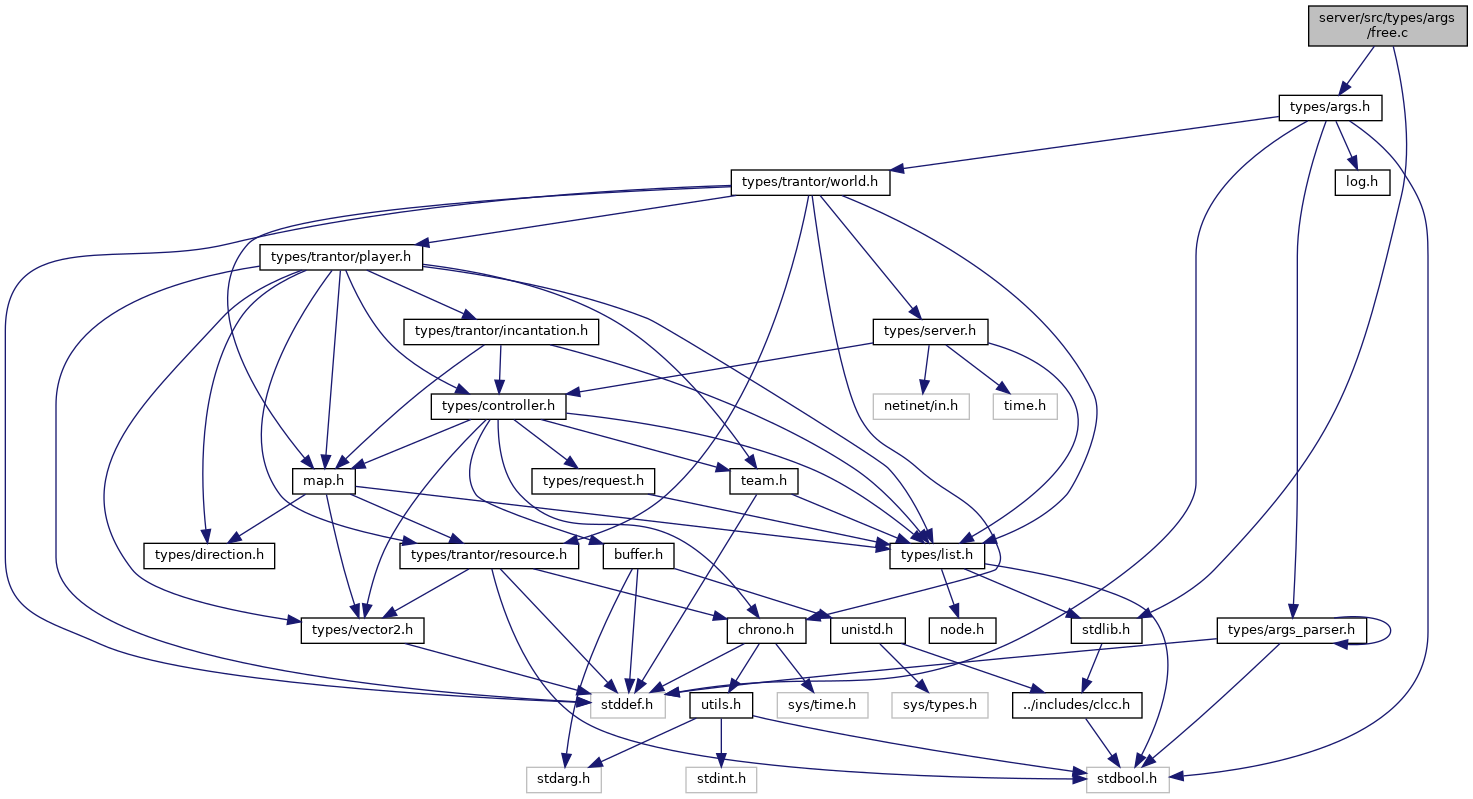 server/src/types/args
/free.c
types/args.h
types/trantor/world.h
log.h
types/trantor/player.h
types/trantor/incantation.h
types/server.h
types/controller.h
netinet/in.h
time.h
map.h
types/request.h
team.h
types/direction.h
types/trantor/resource.h
buffer.h
types/list.h
types/vector2.h
chrono.h
unistd.h
node.h
stdlib.h
types/args_parser.h
stddef.h
utils.h
sys/time.h
sys/types.h
../includes/clcc.h
stdarg.h
stdint.h
stdbool.h